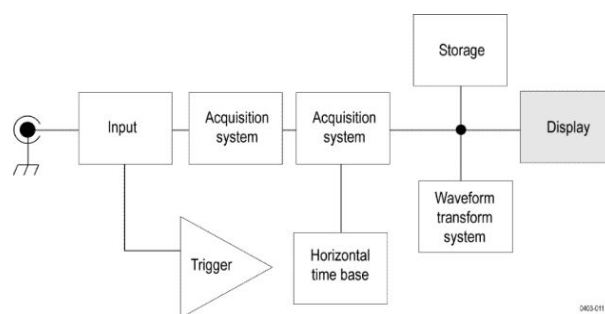 Storage
Input
Acquisition
system
Acquisition
system
Display
Waveform
transform
system
Trigger
Horizontal
time base
0403-011